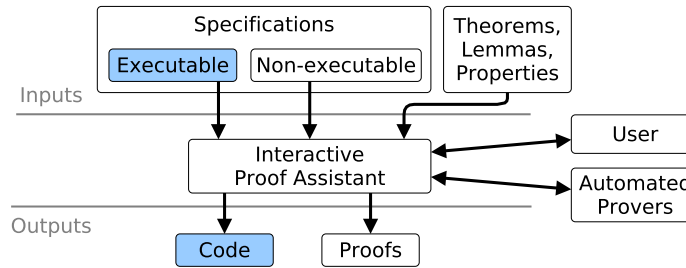 Specifications
Executable
Non-executable
Theorems,
Lemmas,
Properties
Inputs
Interactive
Proof Assistant
User
Automated
Provers
Outputs
Code
Proofs